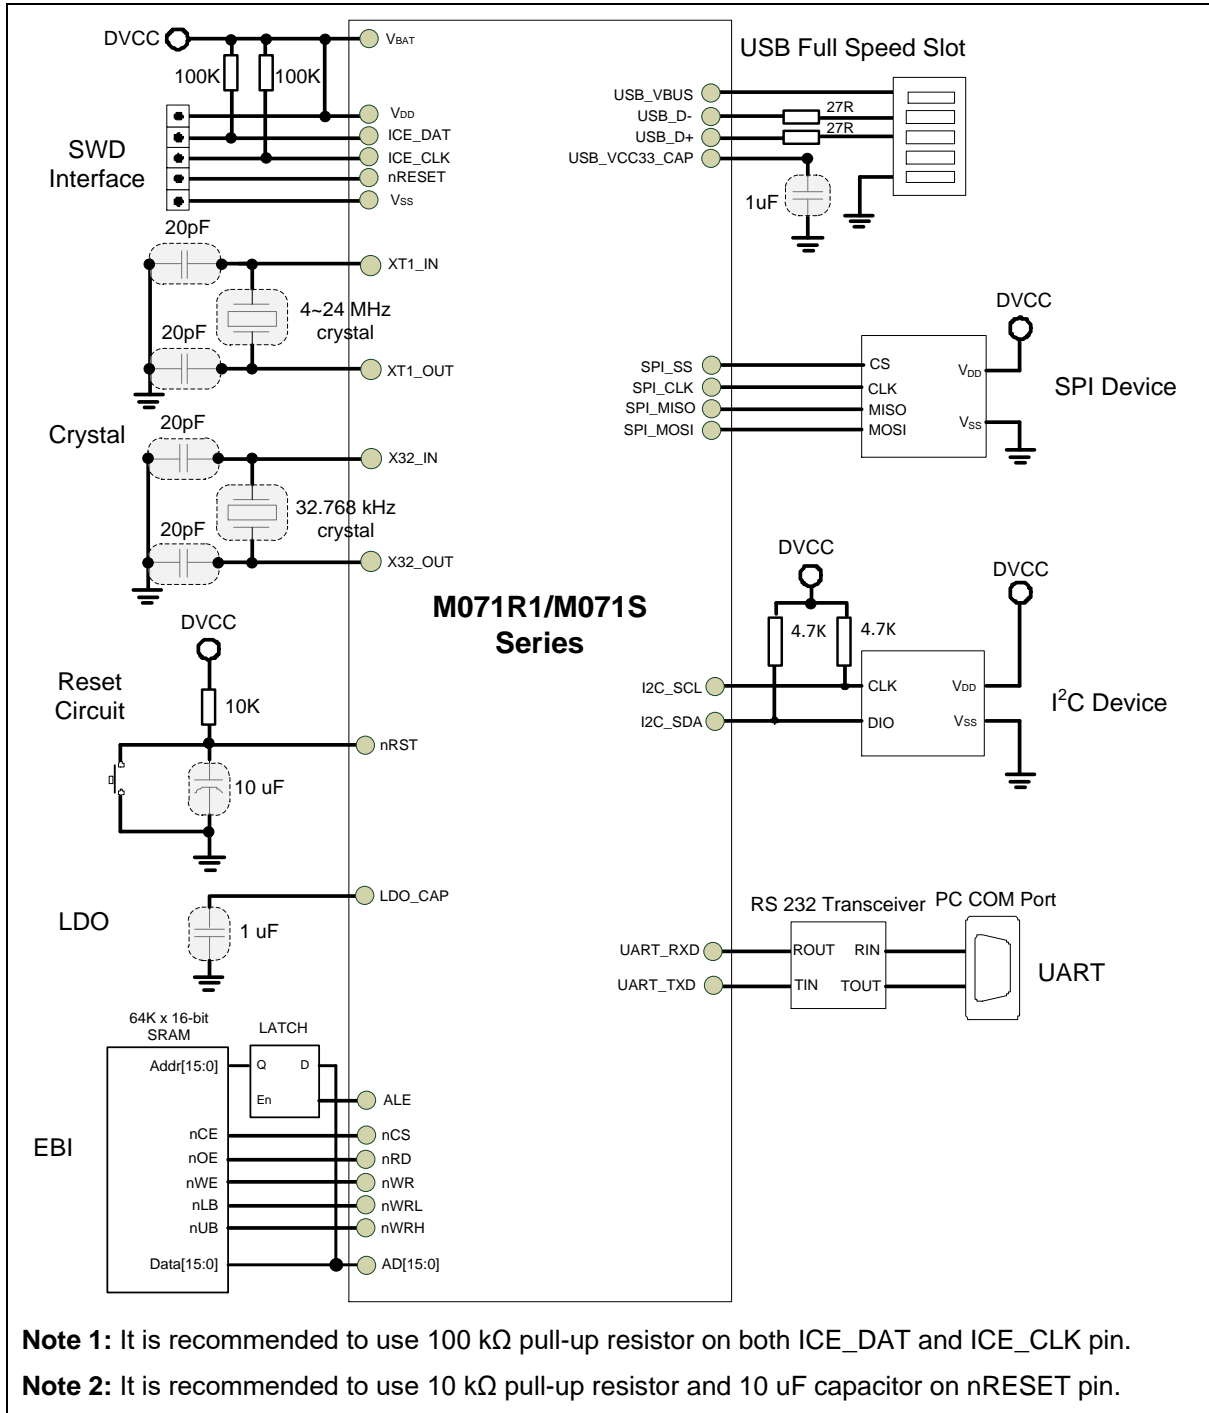 DVCC
VBAT
100K
100K
VDD
ICE_DAT
ICE_CLK
nRESET
Vss
SWD
Interface
USB Full Speed Slot
USB_VBUS
USB_D-
USB_D+
USB_VCC33_CAP
27R
27R
1uF
20pF
XT1_IN
4~24 MHz
crystal
20pF
XT1_OUT
Crystal
20pF
X32_IN
32.768 kHz
crystal
20pF
X32_OUT
DVCC
SPI_SS
SPI_CLK
SPI_MISO
SPI_MOSI
CS
CLK
MISO
MOSI
VDD
Vss
SPI Device
M071R1/M071S
Series
DVCC
DVCC
4.7K
4.7K
I2C_SCL
I2C_SDA
CLK
DIO
VDD
Vss
I2C Device
DVCC
Reset
Circuit
10K
nRST
10 uF
LDO_CAP
LDO
1 uF
RS 232 Transceiver
PC COM Port
UART_RXD
UART_TXD
ROUT
RIN
TIN
TOUT
UART
64K x 16-bit
SRAM
LATCH
Addr[15:0]
Q
D
En
ALE
EBI
nCE
nCS
nOE
nRD
nWE
nWR
nLB
nWRL
nUB
nWRH
Data[15:0]
AD[15:0]
Note 1: It is recommended to use 100 kΩ pull-up resistor on both ICE_DAT and ICE_CLK pin.
Note 2: It is recommended to use 10 kΩ pull-up resistor and 10 uF capacitor on nRESET pin.